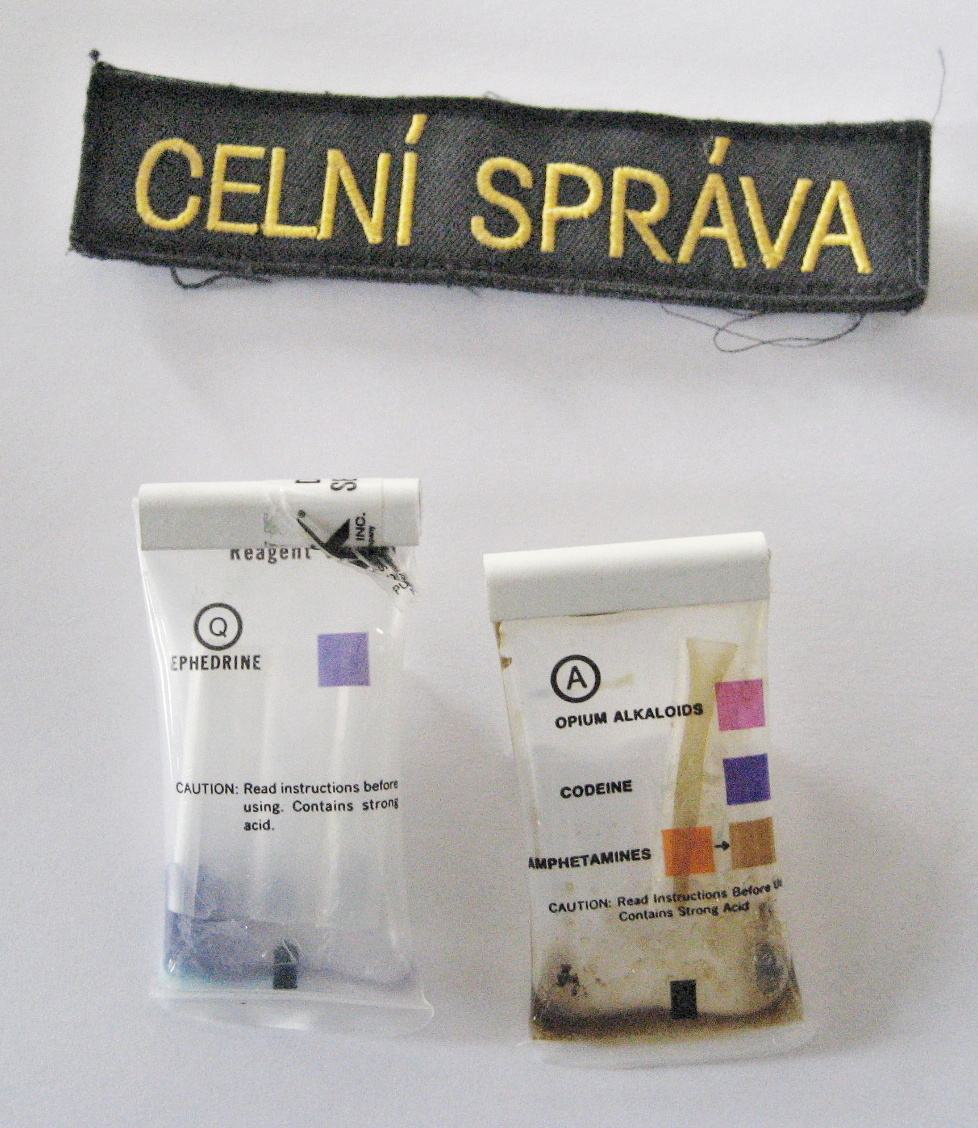 CELNÍ SPRÁVA
INC.
Reagent
Q
EPHEDRINE
CAUTION: Read instructions before
using. Contains strong
acid.
A
OPIUM ALKALOIDS
CODEINE
AMPHETAMINES
CAUTION: Read Instructions Before
Contains Strong Acid